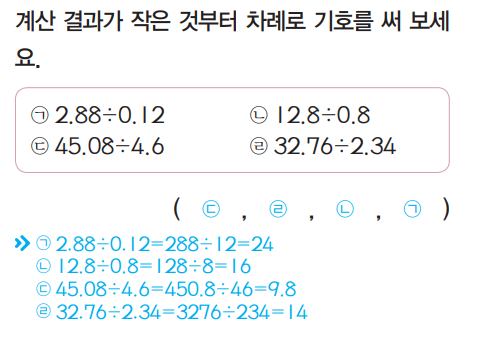 계산 결과가 작은 것부터 차례로 기호를 써 보세
요.
㉠ 2.88÷0.12 ㉡ 12.8÷0.8
㉢ 45.08÷4.6 ㉣ 32.76÷2.34
( ㉢ , ㉣ , ㉡ , ㉠ )
≫ ㉠ 2.88÷0.12=288÷12=24
㉡ 12.8÷0.8=128÷8=16
㉢ 45.08÷4.6=450.8÷46=9.8
㉣ 32.76÷2.34=3276÷234=14